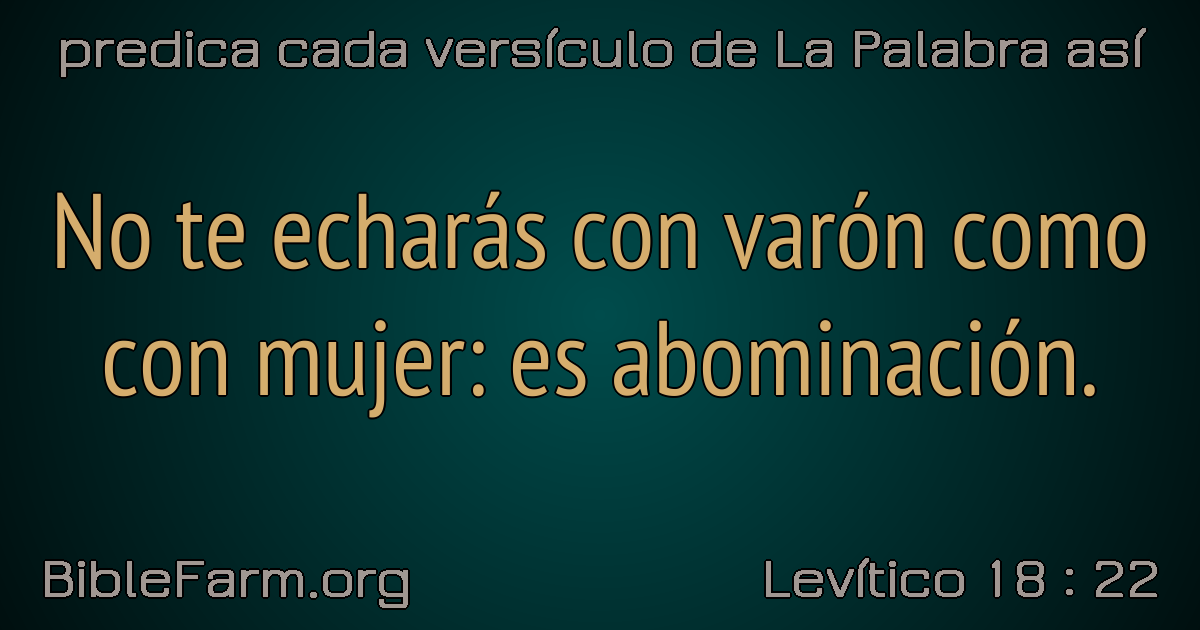 predica cada versículo de La Palabra así
No te echarás con varón como
con mujer: es abominación.
BibleFarm.org
Levítico 18 : 22